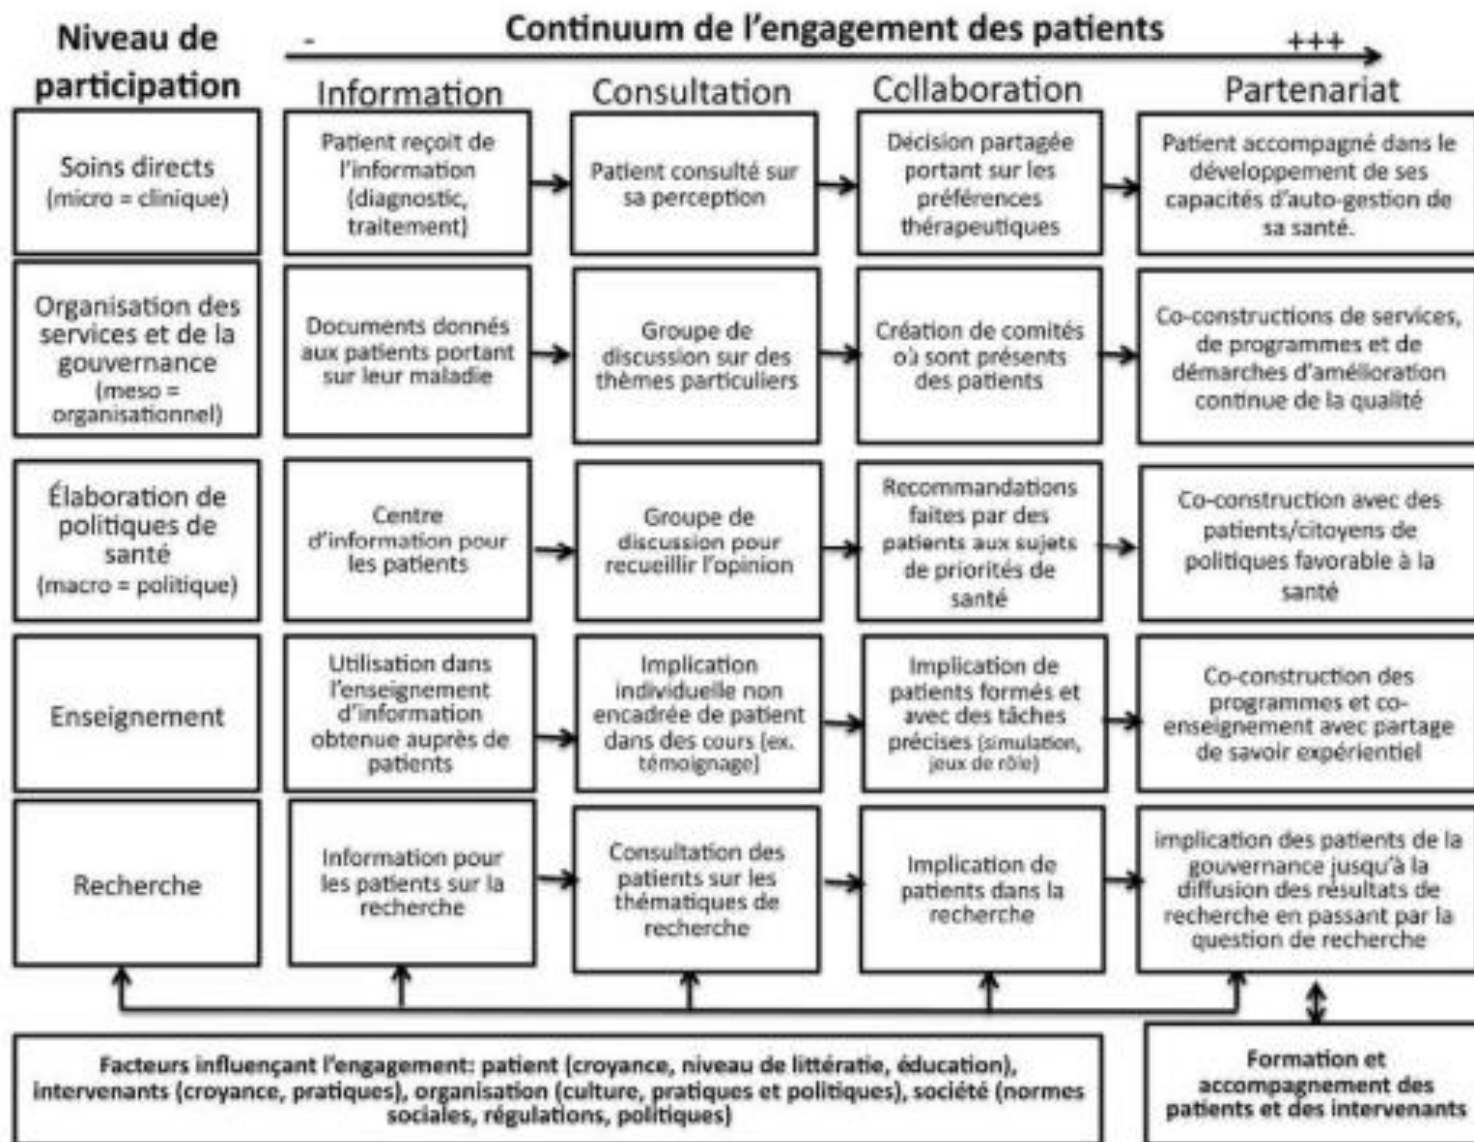 Niveau de
participation
-
Continuum de l'engagement des patients
+++
Information
Consultation
Collaboration
Partenariat
Soins directs
(micro = clinique)
Patient reçoit de
l'information
(diagnostic,
traitement)
Patient consulté sur
sa perception
Décision partagée
portant sur les
préférences
thérapeutiques
Patient accompagné dans le
développement de ses
capacités d'auto-gestion de
sa santé.
Organisation des
services et de la
gouvernance
(meso =
organisationnel)
Documents donnés
aux patients portant
sur leur maladie
Groupe de
discussion sur des
thèmes particuliers
Création de comités
où sont présents
des patients
Co-constructions de services,
de programmes et de
démarches d'amélioration
continue de la qualité
Élaboration de
politiques de
santé
(macro = politique)
Centre
d'information pour
les patients
Groupe de
discussion pour
recueillir l'opinion
Recommandations
faites par des
patients aux sujets
de priorités de
santé
Co-construction avec des
patients/citoyens de
politiques favorable à la
santé
Enseignement
Utilisation dans
l'enseignement
d'information
obtenue auprès de
patients
Implication
individuelle non
encadrée de patient
dans des cours (ex.
témoignage)
Implication de
patients formés et
avec des tâches
précises (simulation,
jeux de rôle)
Co-construction des
programmes et co-
enseignement avec partage
de savoir expérientiel
Recherche
Information pour
les patients sur la
recherche
Consultation des
patients sur les
thématiques de
recherche
Implication de
patients dans la
recherche
implication des patients de la
gouvernance jusqu'à la
diffusion des résultats de
recherche en passant par la
question de recherche
Facteurs influençant l'engagement: patient (croyance, niveau de littératie, éducation),
intervenants (croyance, pratiques), organisation (culture, pratiques et politiques), société (normes
sociales, régulations, politiques)
Formation et
accompagnement des
patients et des intervenants